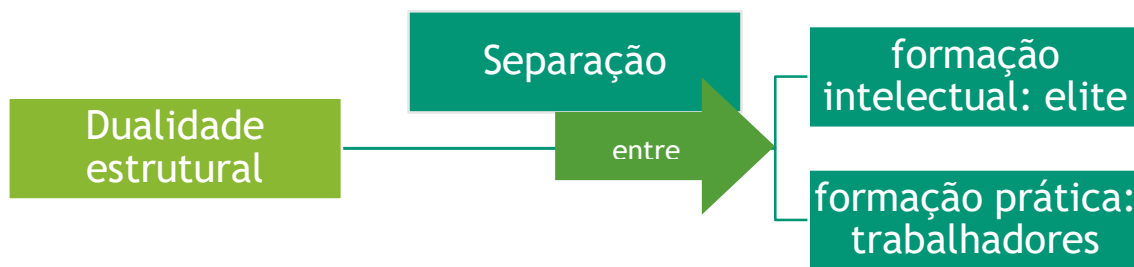 Dualidade
estrutural
Separação
entre
formação
intelectual: elite
formação prática:
trabalhadores